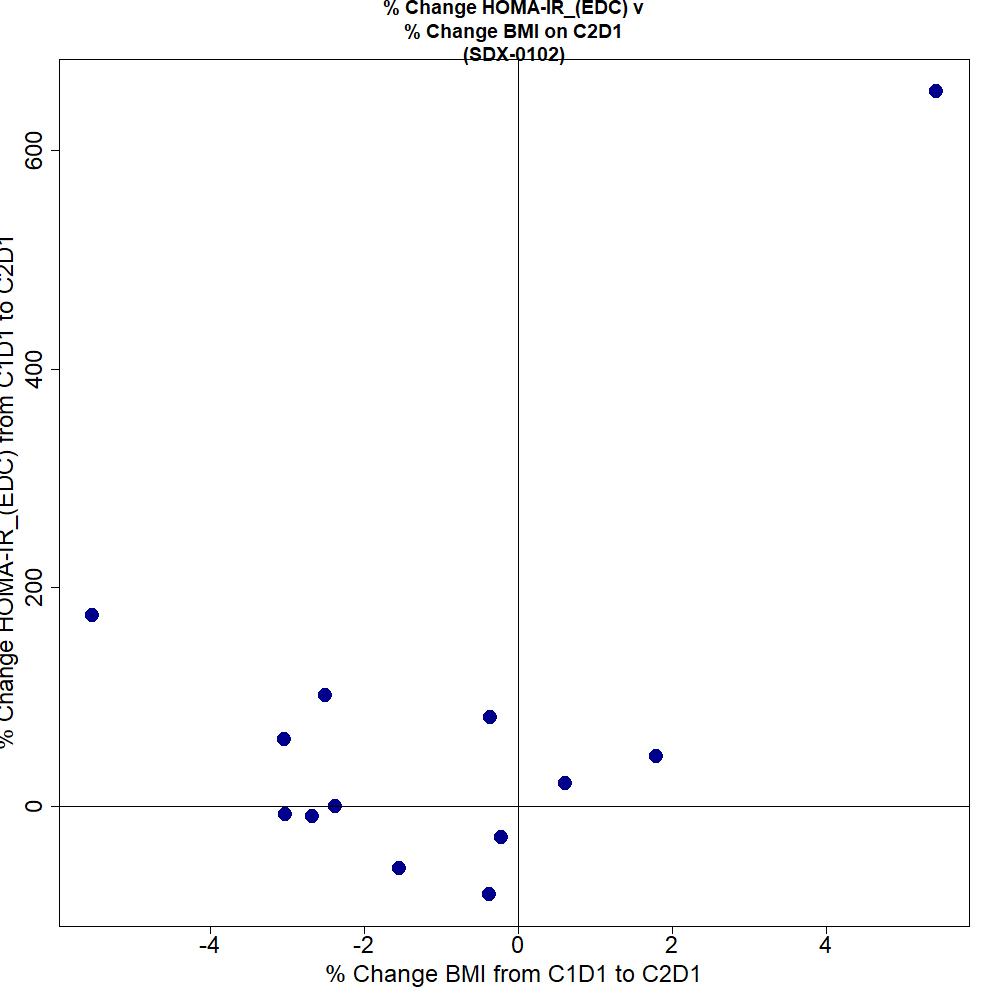 % Change HOMA-IR_(EDC) v
% Change BMI on C2D1
(SDX-0102)
% Change HOMA-IR_(EDC) from C1D1 to C2D1
600
400
200
0
-4
-2
0
2
4
% Change BMI from C1D1 to C2D1